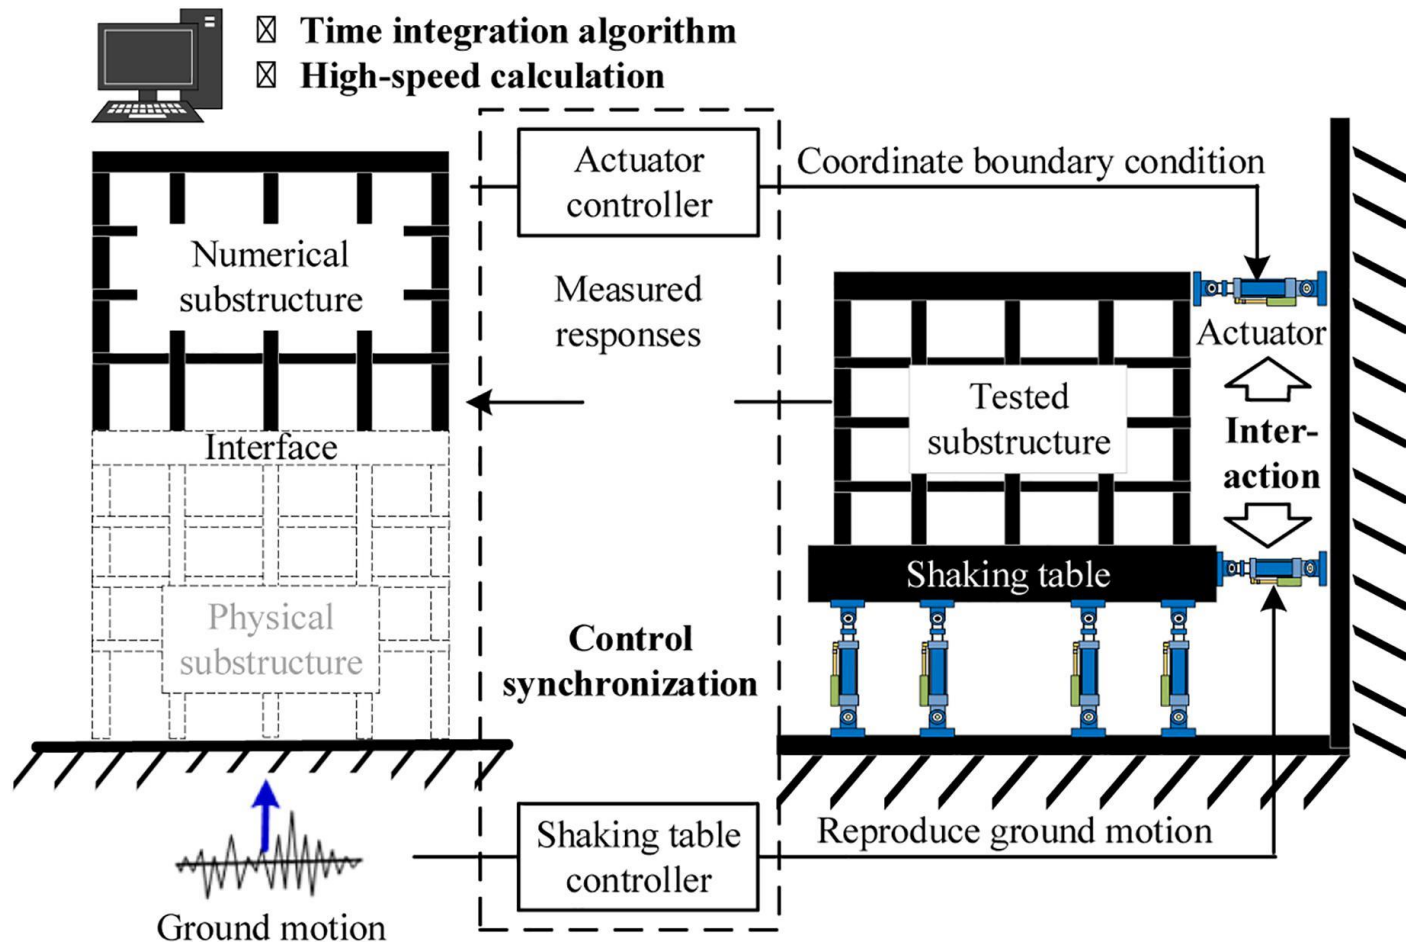 Time integration algorithm
High-speed calculation
Actuator
controller
Coordinate boundary condition
Numerical
substructure
Measured
responses
Actuator
Tested
substructure
Inter-
action
Interface
Shaking table
Physical
substructure
Control
synchronization
Shaking table
controller
Reproduce ground motion
Ground motion